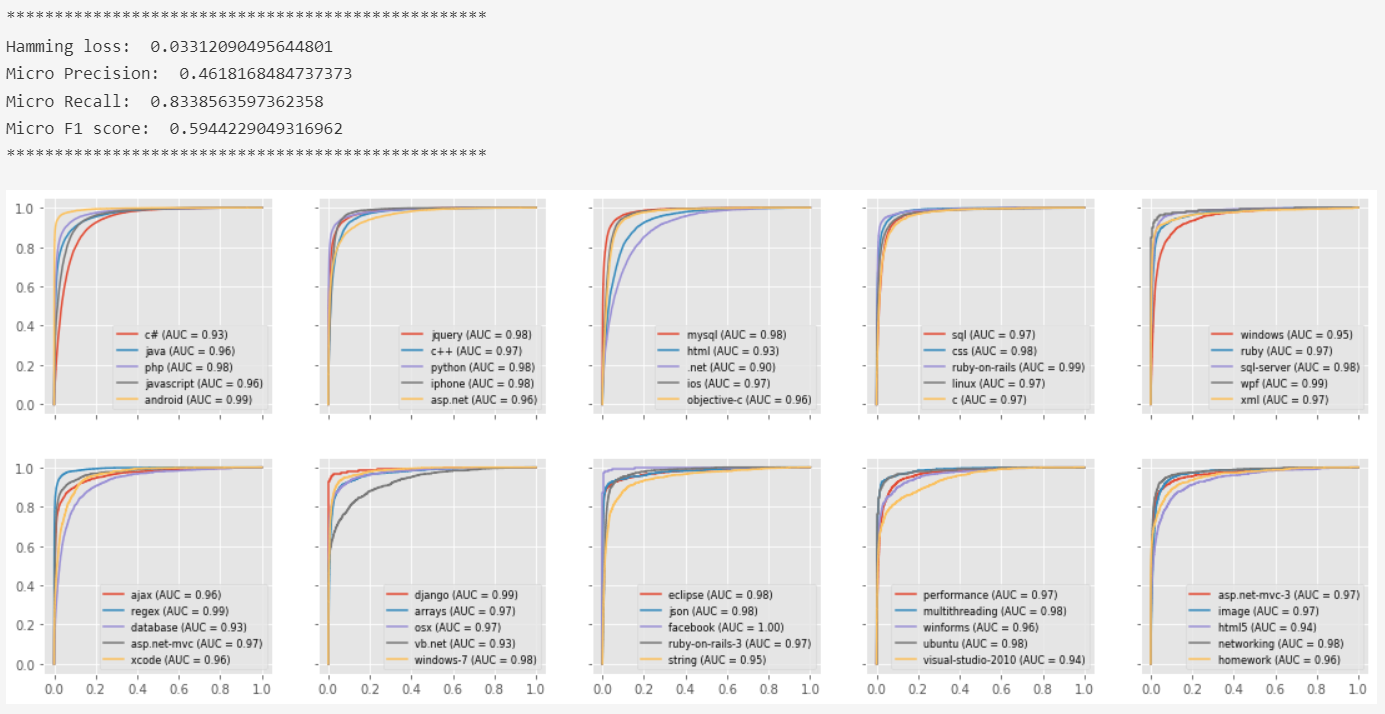 **************************************************
Hamming loss:  0.03312090495644801
Micro Precision:  0.4618168484737373
Micro Recall:  0.8338563597362358
Micro F1 score:  0.5944229049316962
**************************************************
1.0
0.8
0.6
0.4
0.2
0.0
c# (AUC = 0.93)
java (AUC = 0.96)
php (AUC = 0.98)
javascript (AUC = 0.96)
android (AUC = 0.99)
jquery (AUC = 0.98)
c++ (AUC = 0.97)
python (AUC = 0.98)
iphone (AUC = 0.98)
asp.net (AUC = 0.96)
mysql (AUC = 0.98)
html (AUC = 0.93)
.net (AUC = 0.90)
ios (AUC = 0.97)
objective-c (AUC = 0.96)
sql (AUC = 0.97)
css (AUC = 0.98)
ruby-on-rails (AUC = 0.99)
linux (AUC = 0.97)
c (AUC = 0.97)
windows (AUC = 0.95)
ruby (AUC = 0.97)
sql-server (AUC = 0.98)
wpf (AUC = 0.99)
xml (AUC = 0.97)
1.0
0.8
0.6
0.4
0.2
0.0
ajax (AUC = 0.96)
regex (AUC = 0.99)
database (AUC = 0.93)
asp.net-mvc (AUC = 0.97)
xcode (AUC = 0.96)
0.0 0.2 0.4 0.6 0.8 1.0
django (AUC = 0.99)
arrays (AUC = 0.97)
osx (AUC = 0.97)
vb.net (AUC = 0.93)
windows-7 (AUC = 0.98)
0.0 0.2 0.4 0.6 0.8 1.0
eclipse (AUC = 0.98)
json (AUC = 0.98)
facebook (AUC = 1.00)
ruby-on-rails-3 (AUC = 0.97)
string (AUC = 0.95)
0.0 0.2 0.4 0.6 0.8 1.0
performance (AUC = 0.97)
multithreading (AUC = 0.98)
winforms (AUC = 0.96)
ubuntu (AUC = 0.98)
visual-studio-2010 (AUC = 0.94)
0.0 0.2 0.4 0.6 0.8 1.0
asp.net-mvc-3 (AUC = 0.97)
image (AUC = 0.97)
html5 (AUC = 0.94)
networking (AUC = 0.98)
homework (AUC = 0.96)
0.0 0.2 0.4 0.6 0.8 1.0